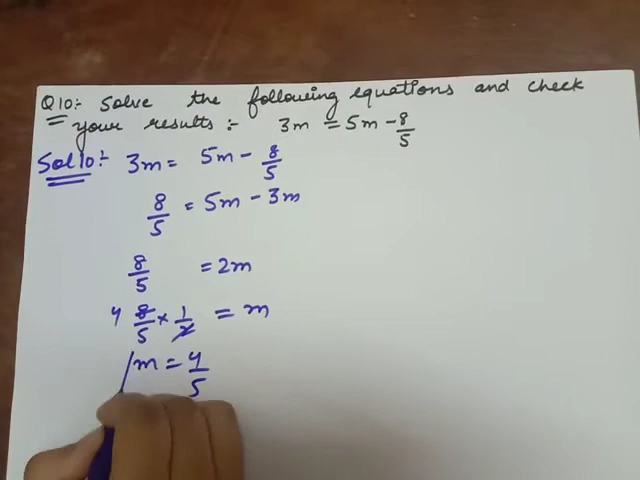 Q10:- Solve the following equations and check
your results:- 3m = 5m - 8/5
Sol10:- 3m = 5m - 8/5
8/5 = 5m - 3m
8/5 = 2m
4 8/5 × 1/2 = m
m = 4/5